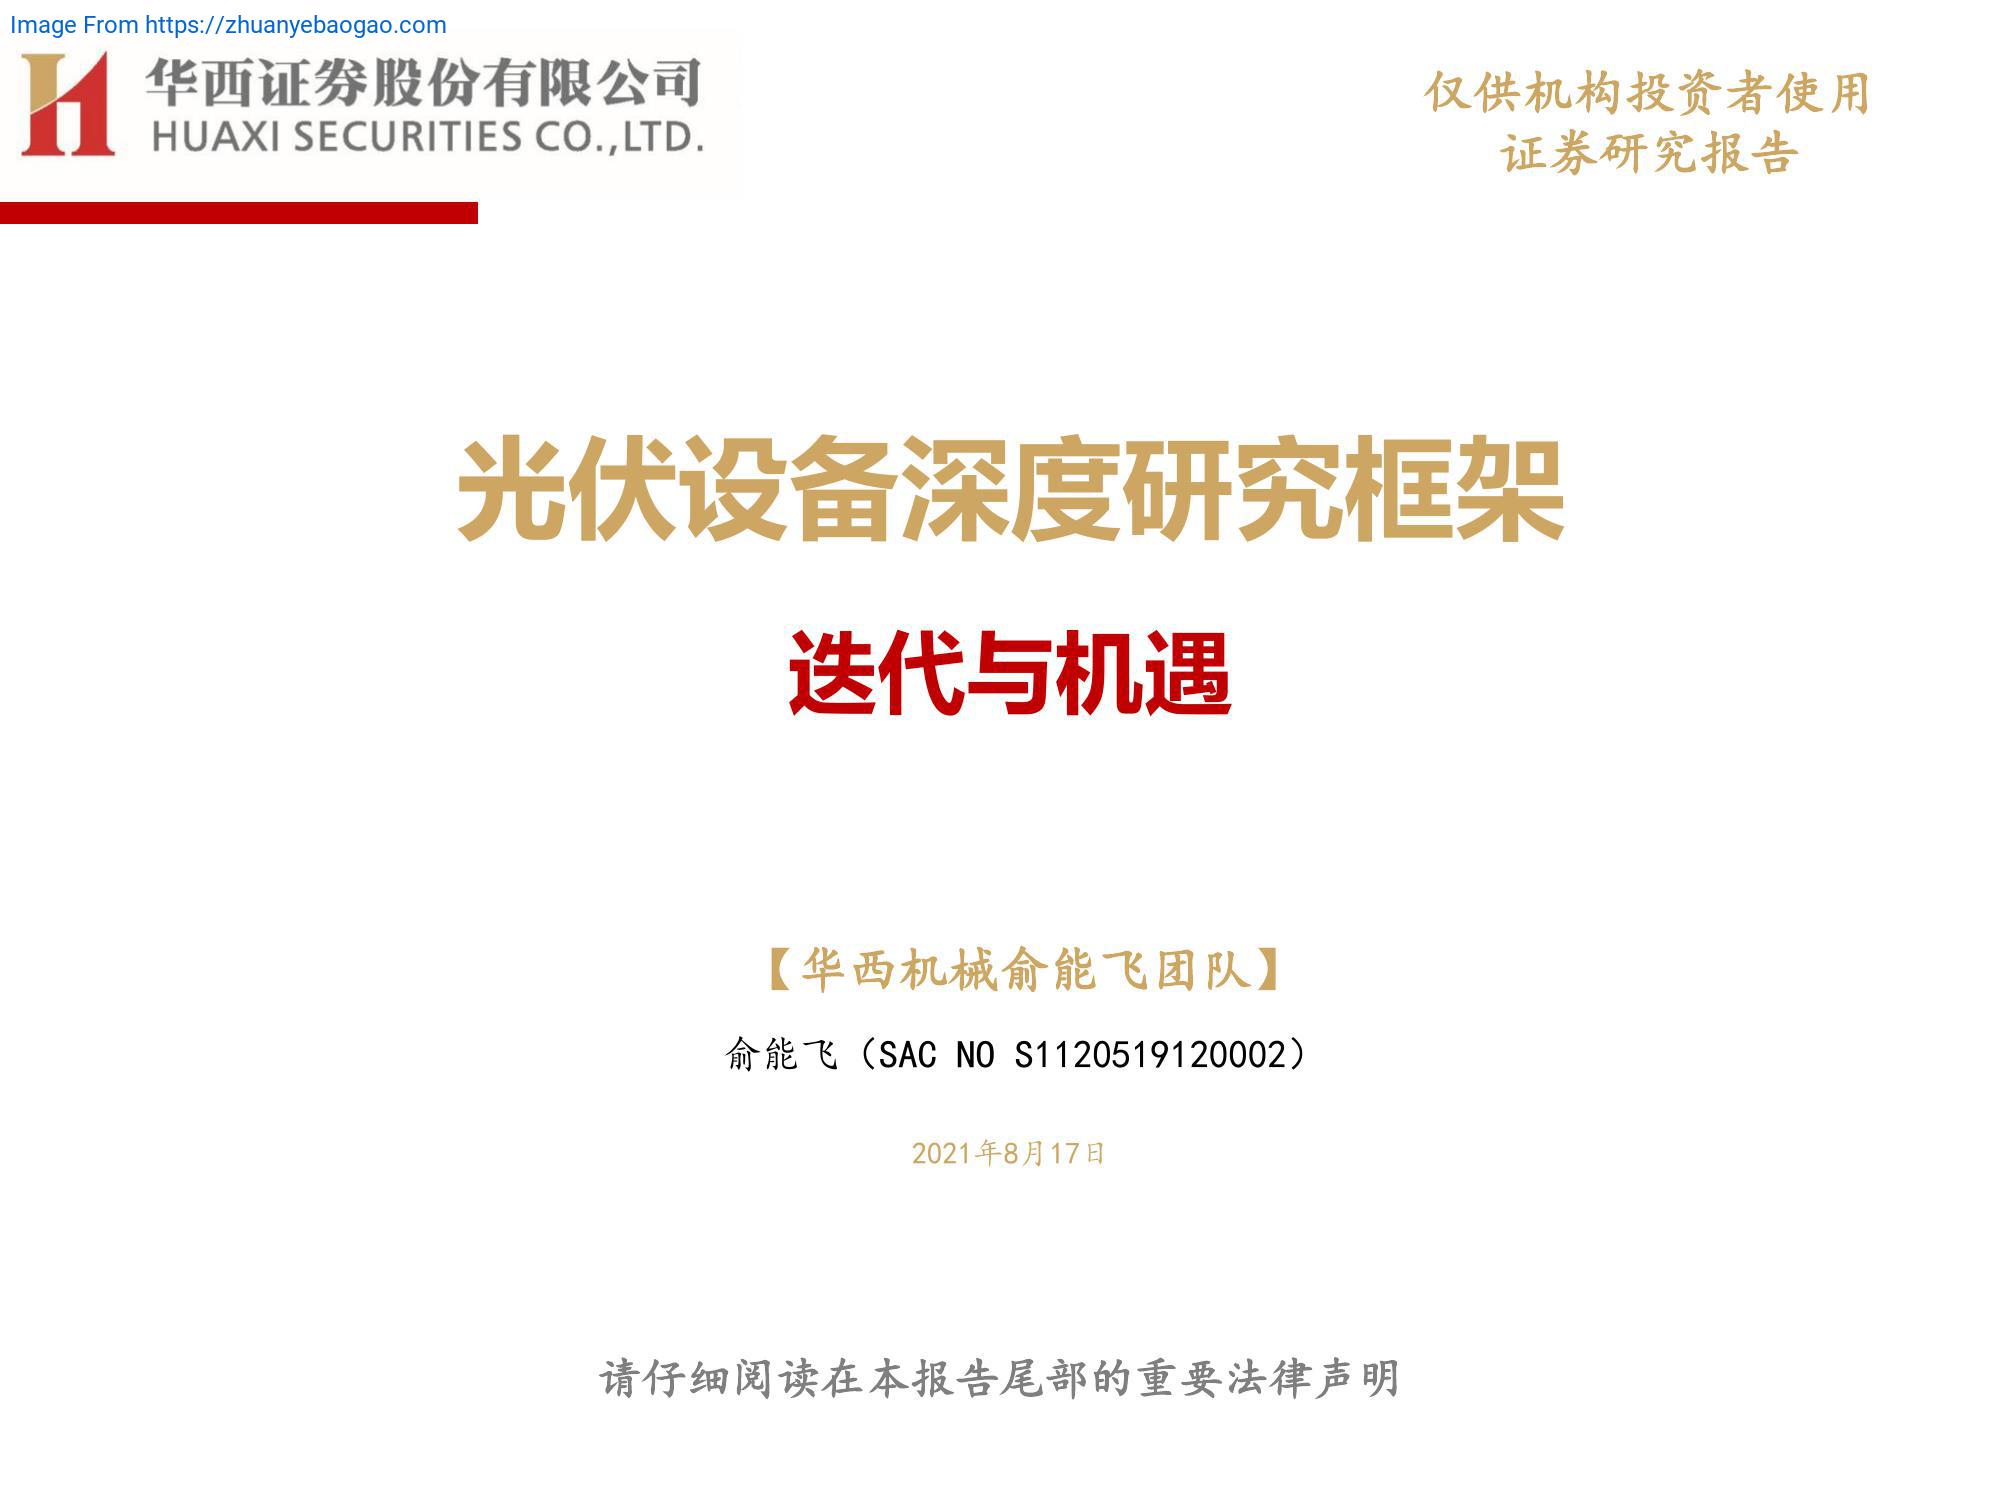 Image From https://zhuanyebaogao.com
华西证券股份有限公司
HUAXI SECURITIES CO.,LTD.
仅供机构投资者使用
证券研究报告
光伏设备深度研究框架
迭代与机遇
【华西机械俞能飞团队】
俞能飞（SAC NO S1120519120002）
2021年8月17日
请仔细阅读在本报告尾部的重要法律声明